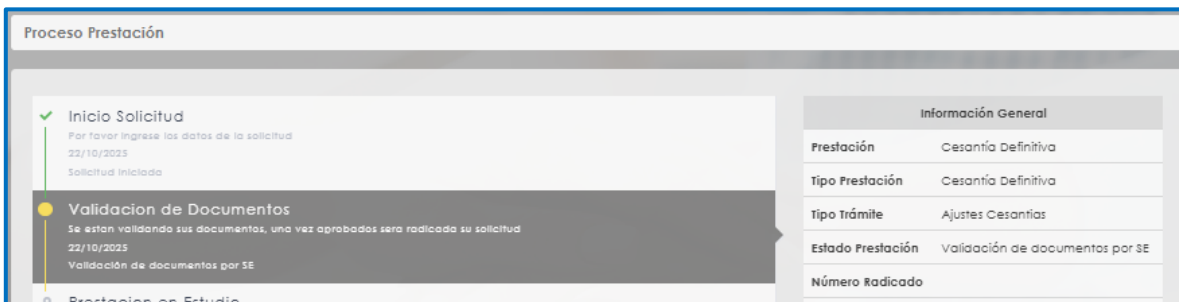 Proceso Prestación
Inicio Solicitud
Por favor ingrese los datos de la solicitud
22/10/2025
Solicitud Iniciada
Validacion de Documentos
Se estan validando sus documentos, una vez aprobados sera radicada su solicitud
22/10/2025
Validación de documentos por SE
Prestacion en Estudio
Información General
Prestación Cesantía Definitiva
Tipo Prestación Cesantía Definitiva
Tipo Trámite Ajustes Cesantias
Estado Prestación Validación de documentos por SE
Número Radicado